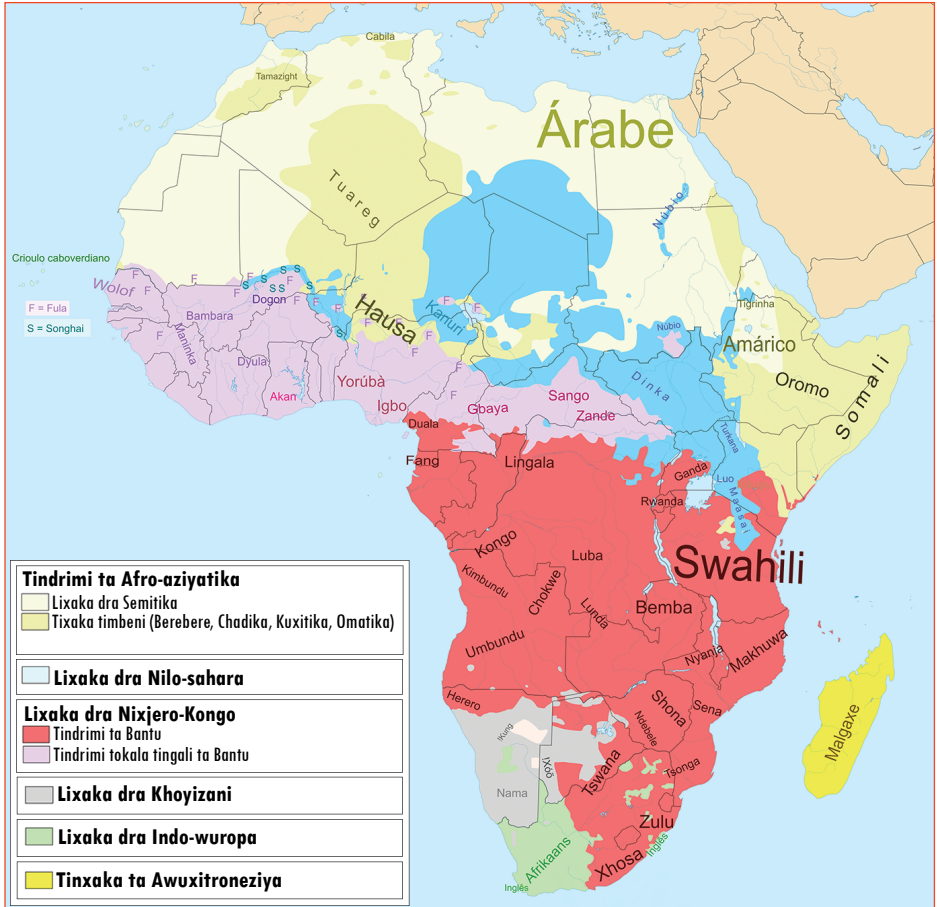 Cabila
Tamazight
Árabe
Tuareg
Núbio
Crioulo caboverdiano
Wolof
F
F
F
F
F
S
S
S
S
S
S S
S
F = Fula
S = Songhai
Bambara
Dogon
F
F
F
Hausa
Kanuri
F
F
Tigrinha
Maninka
F
F
S
F
F
F
Núbio
Amárico
Dyula
F
Dinka
Oromo
Somali
Akan
Yorúbà
Igbo
F
Gbaya
Sango
Zande
Duala
Turkana
Fang
Lingala
Ganda
Luo
Rwanda
Maasai
Kongo
Luba
Swahili
Kimbundu
Chokwe
Lunda
Bemba
Umbundu
Nyanja
Makhuwa
Herero
Shona
Sena
Ndebele
!Kung
!Xóõ
Tswana
Tsonga
Nama
Malgaxe
Zulu
Afrikaans
Xhosa
Inglês
Inglês
Tindrimi ta Afro-aziyatika
Lixaka dra Semitika
Tixaka timbeni (Berebere, Chadika, Kuxitika, Omatika)
Lixaka dra Nilo-sahara
Lixaka dra Nixjero-Kongo
Tindrimi ta Bantu
Tindrimi tokala tingali ta Bantu
Lixaka dra Khoyizani
Lixaka dra Indo-wuropa
Tinxaka ta Awuxitroneziya